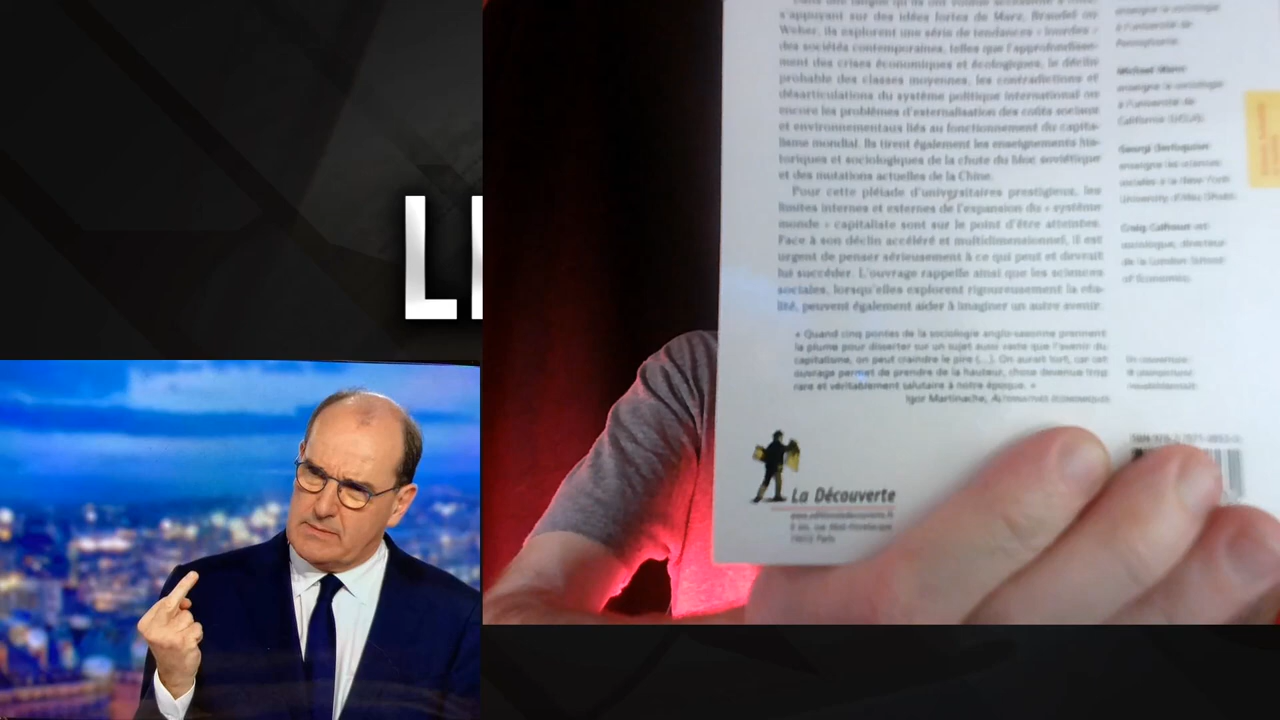 LE
s'appuyant sur des idées fortes de Marx, Braudel ou
Weber, ils explorent une série de tendances « lourdes »
des sociétés contemporaines, telles que l'approfondisse-
ment des crises économiques et écologiques, le déclin
probable des classes moyennes, les contradictions et
désarticulations du système politique international ou
encore les problèmes d'externalisation des coûts sociaux
et environnementaux liés au fonctionnement du capita-
lisme mondial. Ils tirent également les enseignements his-
toriques et sociologiques de la chute du bloc soviétique
et des mutations actuelles de la Chine.
Pour cette pléiade d'universitaires prestigieux, les
limites internes et externes de l'expansion du « système
monde » capitaliste sont sur le point d'être atteintes.
Face à son déclin accéléré et multidimensionnel, il est
urgent de penser sérieusement à ce qui peut et devrait
lui succéder. L'ouvrage rappelle ainsi que les sciences
sociales, lorsqu'elles explorent rigoureusement la réa-
lité, peuvent également aider à imaginer un autre avenir.
« Quand cinq pontes de la sociologie anglo-saxonne prennent
la plume pour disserter sur un sujet aussi vaste que l'avenir du
capitalisme, on peut craindre le pire (...). On aurait tort, car cet
ouvrage permet de prendre de la hauteur, chose devenue trop
rare et véritablement salutaire à notre époque. »
Igor Martinache, Alternatives économiques
enseigne la sociologie
à l'université de
Pennsylvanie.
Michael Mann
enseigne la sociologie
à l'université de
Californie (UCLA).
Georgi Derluguian
enseigne les sciences
sociales à la New York
University d'Abu Dhabi.
Craig Calhoun est
sociologue, directeur
de la London School
of Economics.
En couverture :
La Découverte